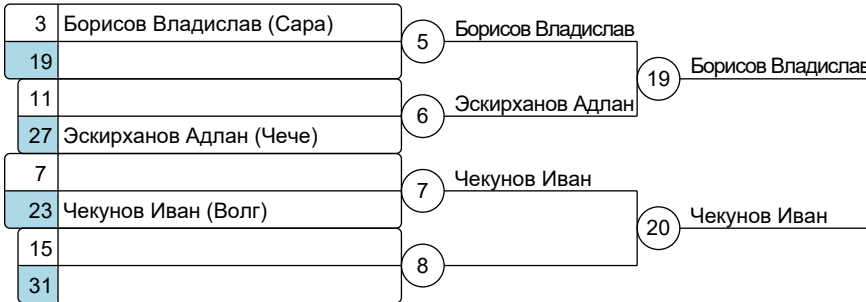 3 Борисов Владислав (Сара)
19
5 Борисов Владислав
11
27 Эскирханов Адлан (Чече)
6 Эскирханов Адлан
19 Борисов Владислав
7
23 Чекунов Иван (Волг)
7 Чекунов Иван
15
31
8
20 Чекунов Иван